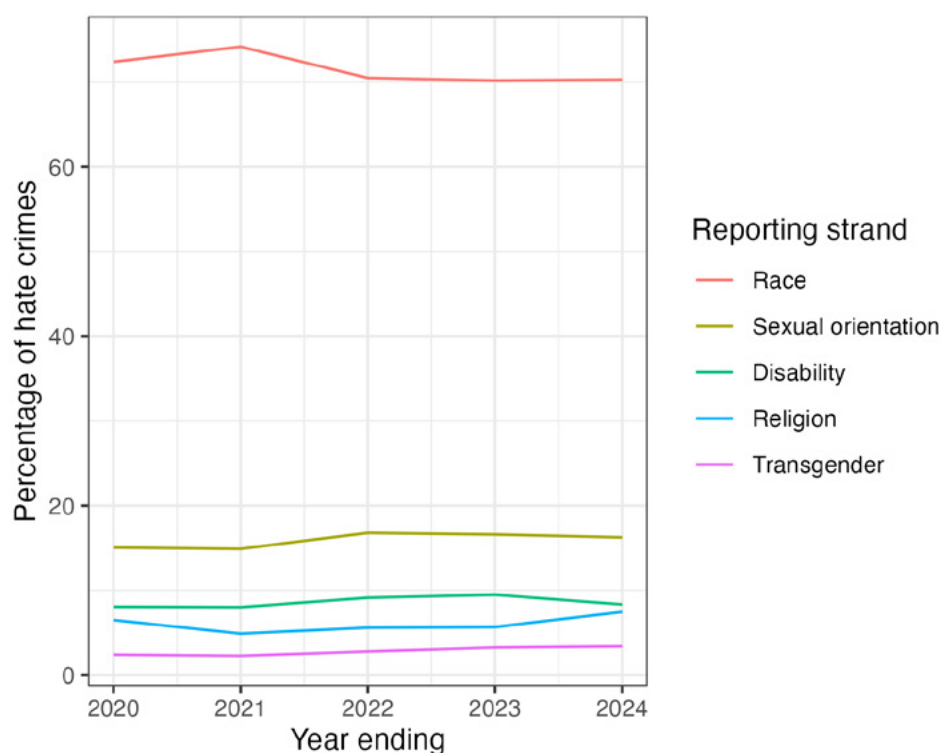 Percentage of hate crimes
60
40
20
0
2020 2021 2022 2023 2024
Year ending
Reporting strand
Race
Sexual orientation
Disability
Religion
Transgender